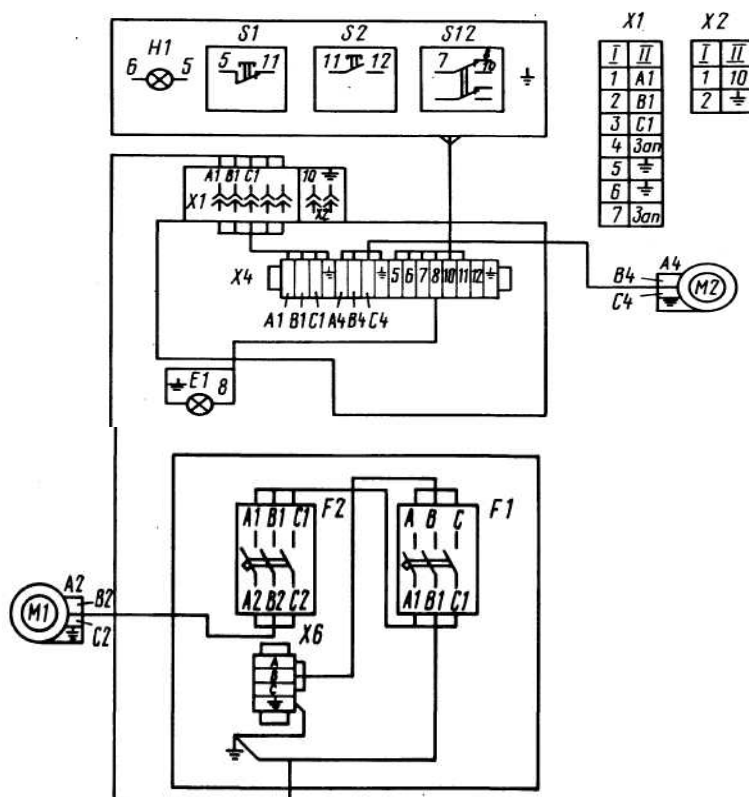 S1 S2 S12
H1
6 5
5 11
11 12
7
X1
I II
1 A1
2 B1
3 C1
4 Зап
5
6
7 Зап
X2
I II
1 10
2
A1 B1 C1
10
X1
X2
X4
5 6 7 8 10 11 12
A1 B1 C1 A4 B4 C4
A4
B4
C4
M2
E1 8
F2
A1 B1 C1
A2 B2 C2
F1
A B C
A1 B1 C1
M1
A2
B2
C2
X6
A
B
C